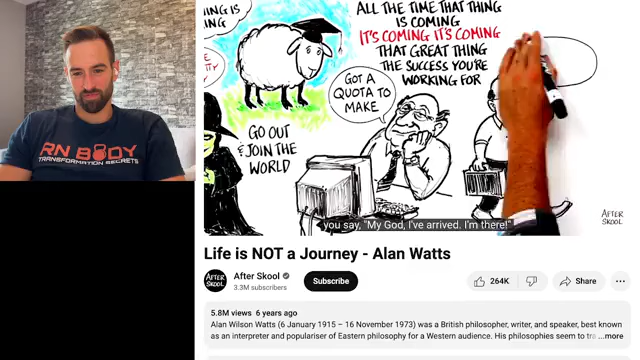 RN BODY
TRANSFORMATION SECRETS
ALL THE TIME THAT THING
IS COMING
IT'S COMING IT'S COMING
THAT GREAT THING
THE SUCCESS YOU'RE
WORKING FOR
GOT A
QUOTA TO
MAKE
GO OUT
& JOIN THE
WORLD
AFTER
SKOOL
you say, "My God, I've arrived. I'm there!"
Life is NOT a Journey - Alan Watts
AFTER
SKOOL
After Skool
3.3M subscribers
Subscribe
264K
Share
5.8M views 6 years ago
Alan Wilson Watts (6 January 1915 – 16 November 1973) was a British philosopher, writer, and speaker, best known
as an interpreter and populariser of Eastern philosophy for a Western audience. His philosophies seem to
...more